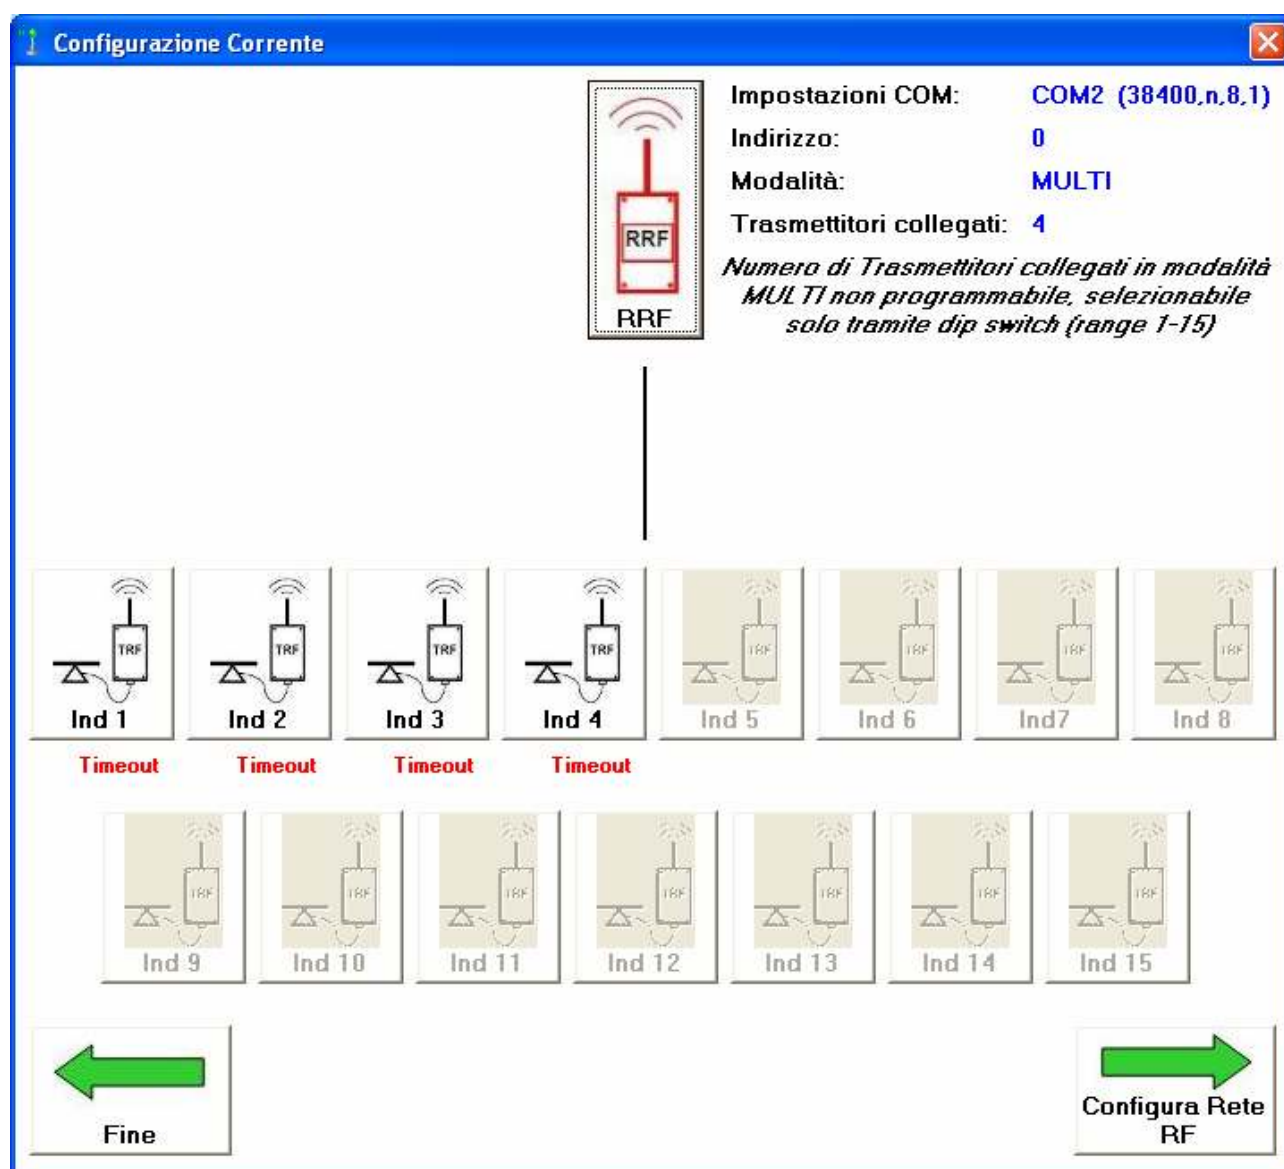 Configurazione Corrente
Impostazioni COM: COM2 (38400,n,8,1)
Indirizzo: 0
Modalità: MULTI
Trasmettitori collegati: 4
Numero di Trasmettitori collegati in modalità
MULTI non programmabile, selezionabile
solo tramite dip switch (range 1-15)
RRF
RRF
TRF TRF TRF TRF TRF TRF TRF TRF
Ind 1 Ind 2 Ind 3 Ind 4 Ind 5 Ind 6 Ind7 Ind 8
Timeout Timeout Timeout Timeout
TRF TRF TRF TRF TRF TRF TRF
Ind 9 Ind 10 Ind 11 Ind 12 Ind 13 Ind 14 Ind 15
Fine
Configura Rete
RF